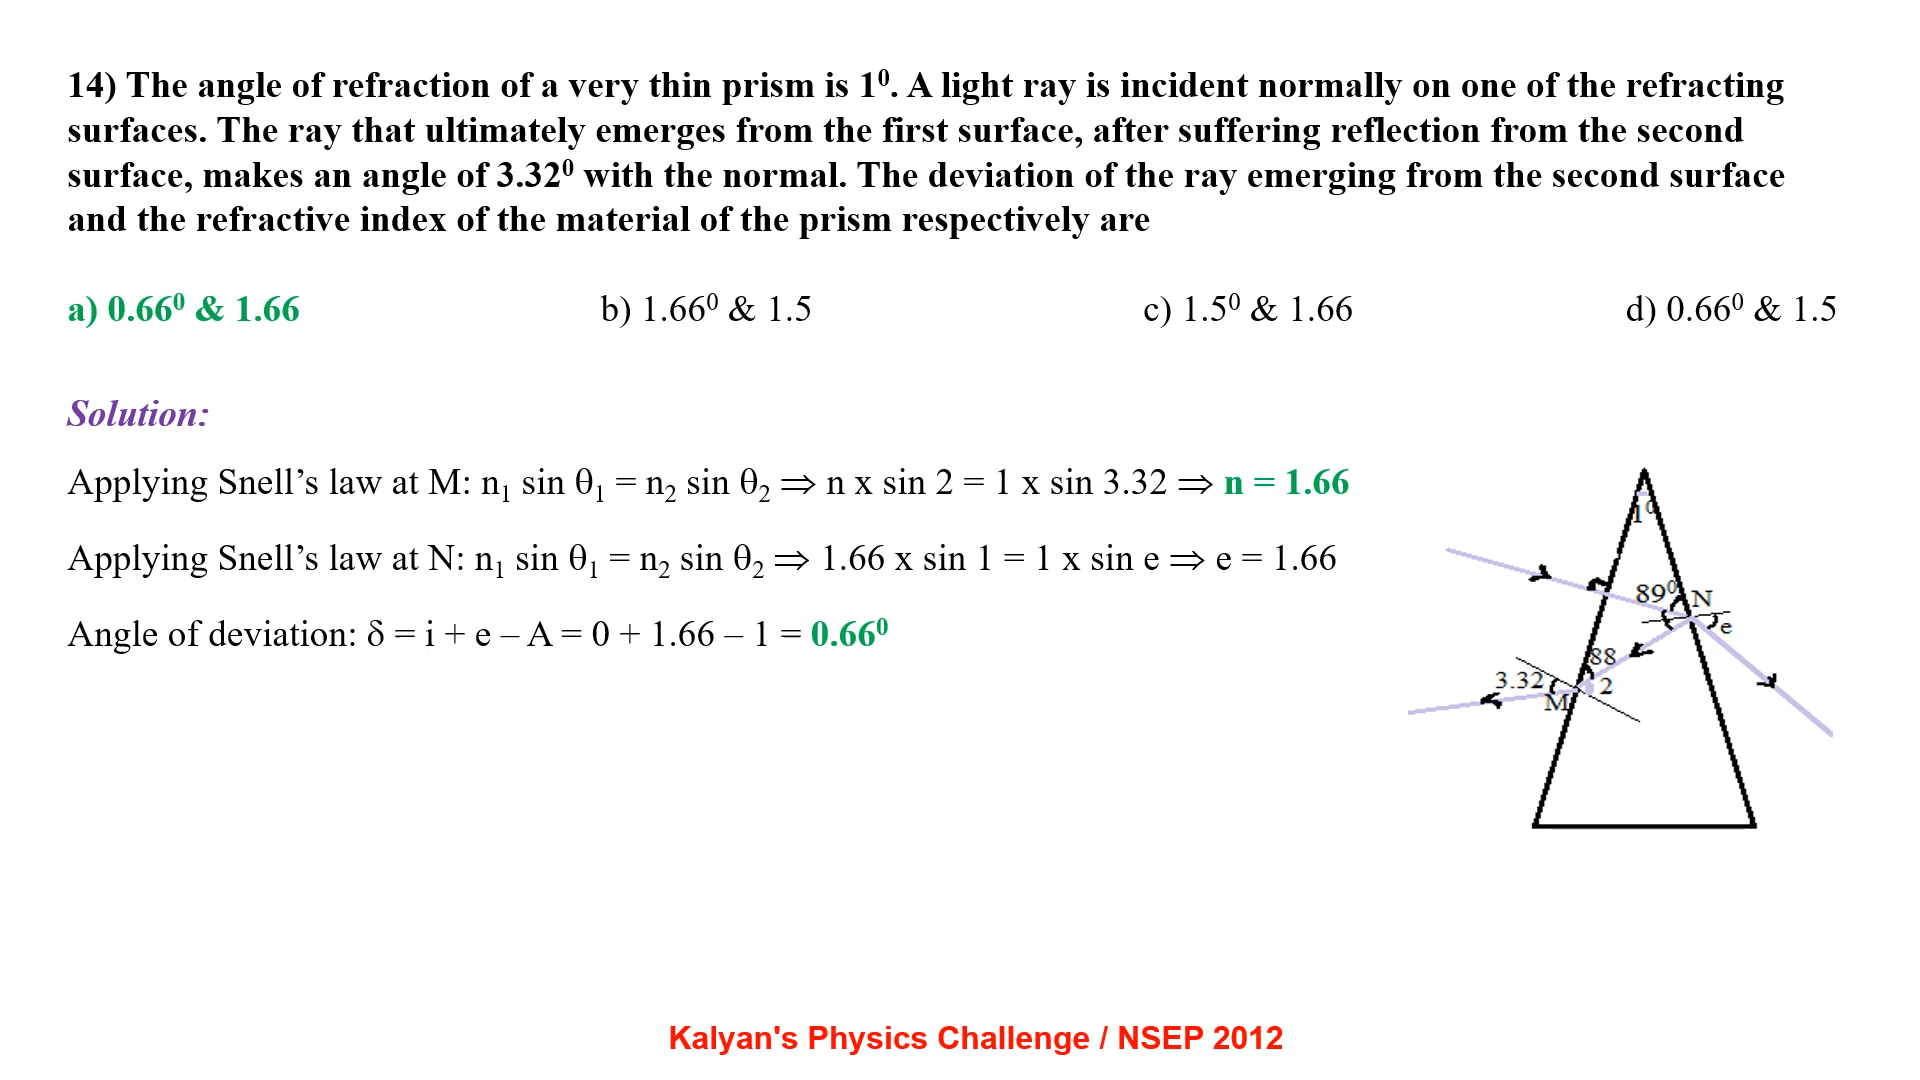 14) The angle of refraction of a very thin prism is 1⁰. A light ray is incident normally on one of the refracting
surfaces. The ray that ultimately emerges from the first surface, after suffering reflection from the second
surface, makes an angle of 3.32⁰ with the normal. The deviation of the ray emerging from the second surface
and the refractive index of the material of the prism respectively are
a) 0.66⁰ & 1.66 b) 1.66⁰ & 1.5 c) 1.5⁰ & 1.66 d) 0.66⁰ & 1.5
Solution:
Applying Snell’s law at M: n₁ sin θ₁ = n₂ sin θ₂ ⇒ n x sin 2 = 1 x sin 3.32 ⇒ n = 1.66
Applying Snell’s law at N: n₁ sin θ₁ = n₂ sin θ₂ ⇒ 1.66 x sin 1 = 1 x sin e ⇒ e = 1.66
Angle of deviation: δ = i + e – A = 0 + 1.66 – 1 = 0.66⁰
1⁰
89⁰ N
e
88
3.32 2
M
Kalyan's Physics Challenge / NSEP 2012